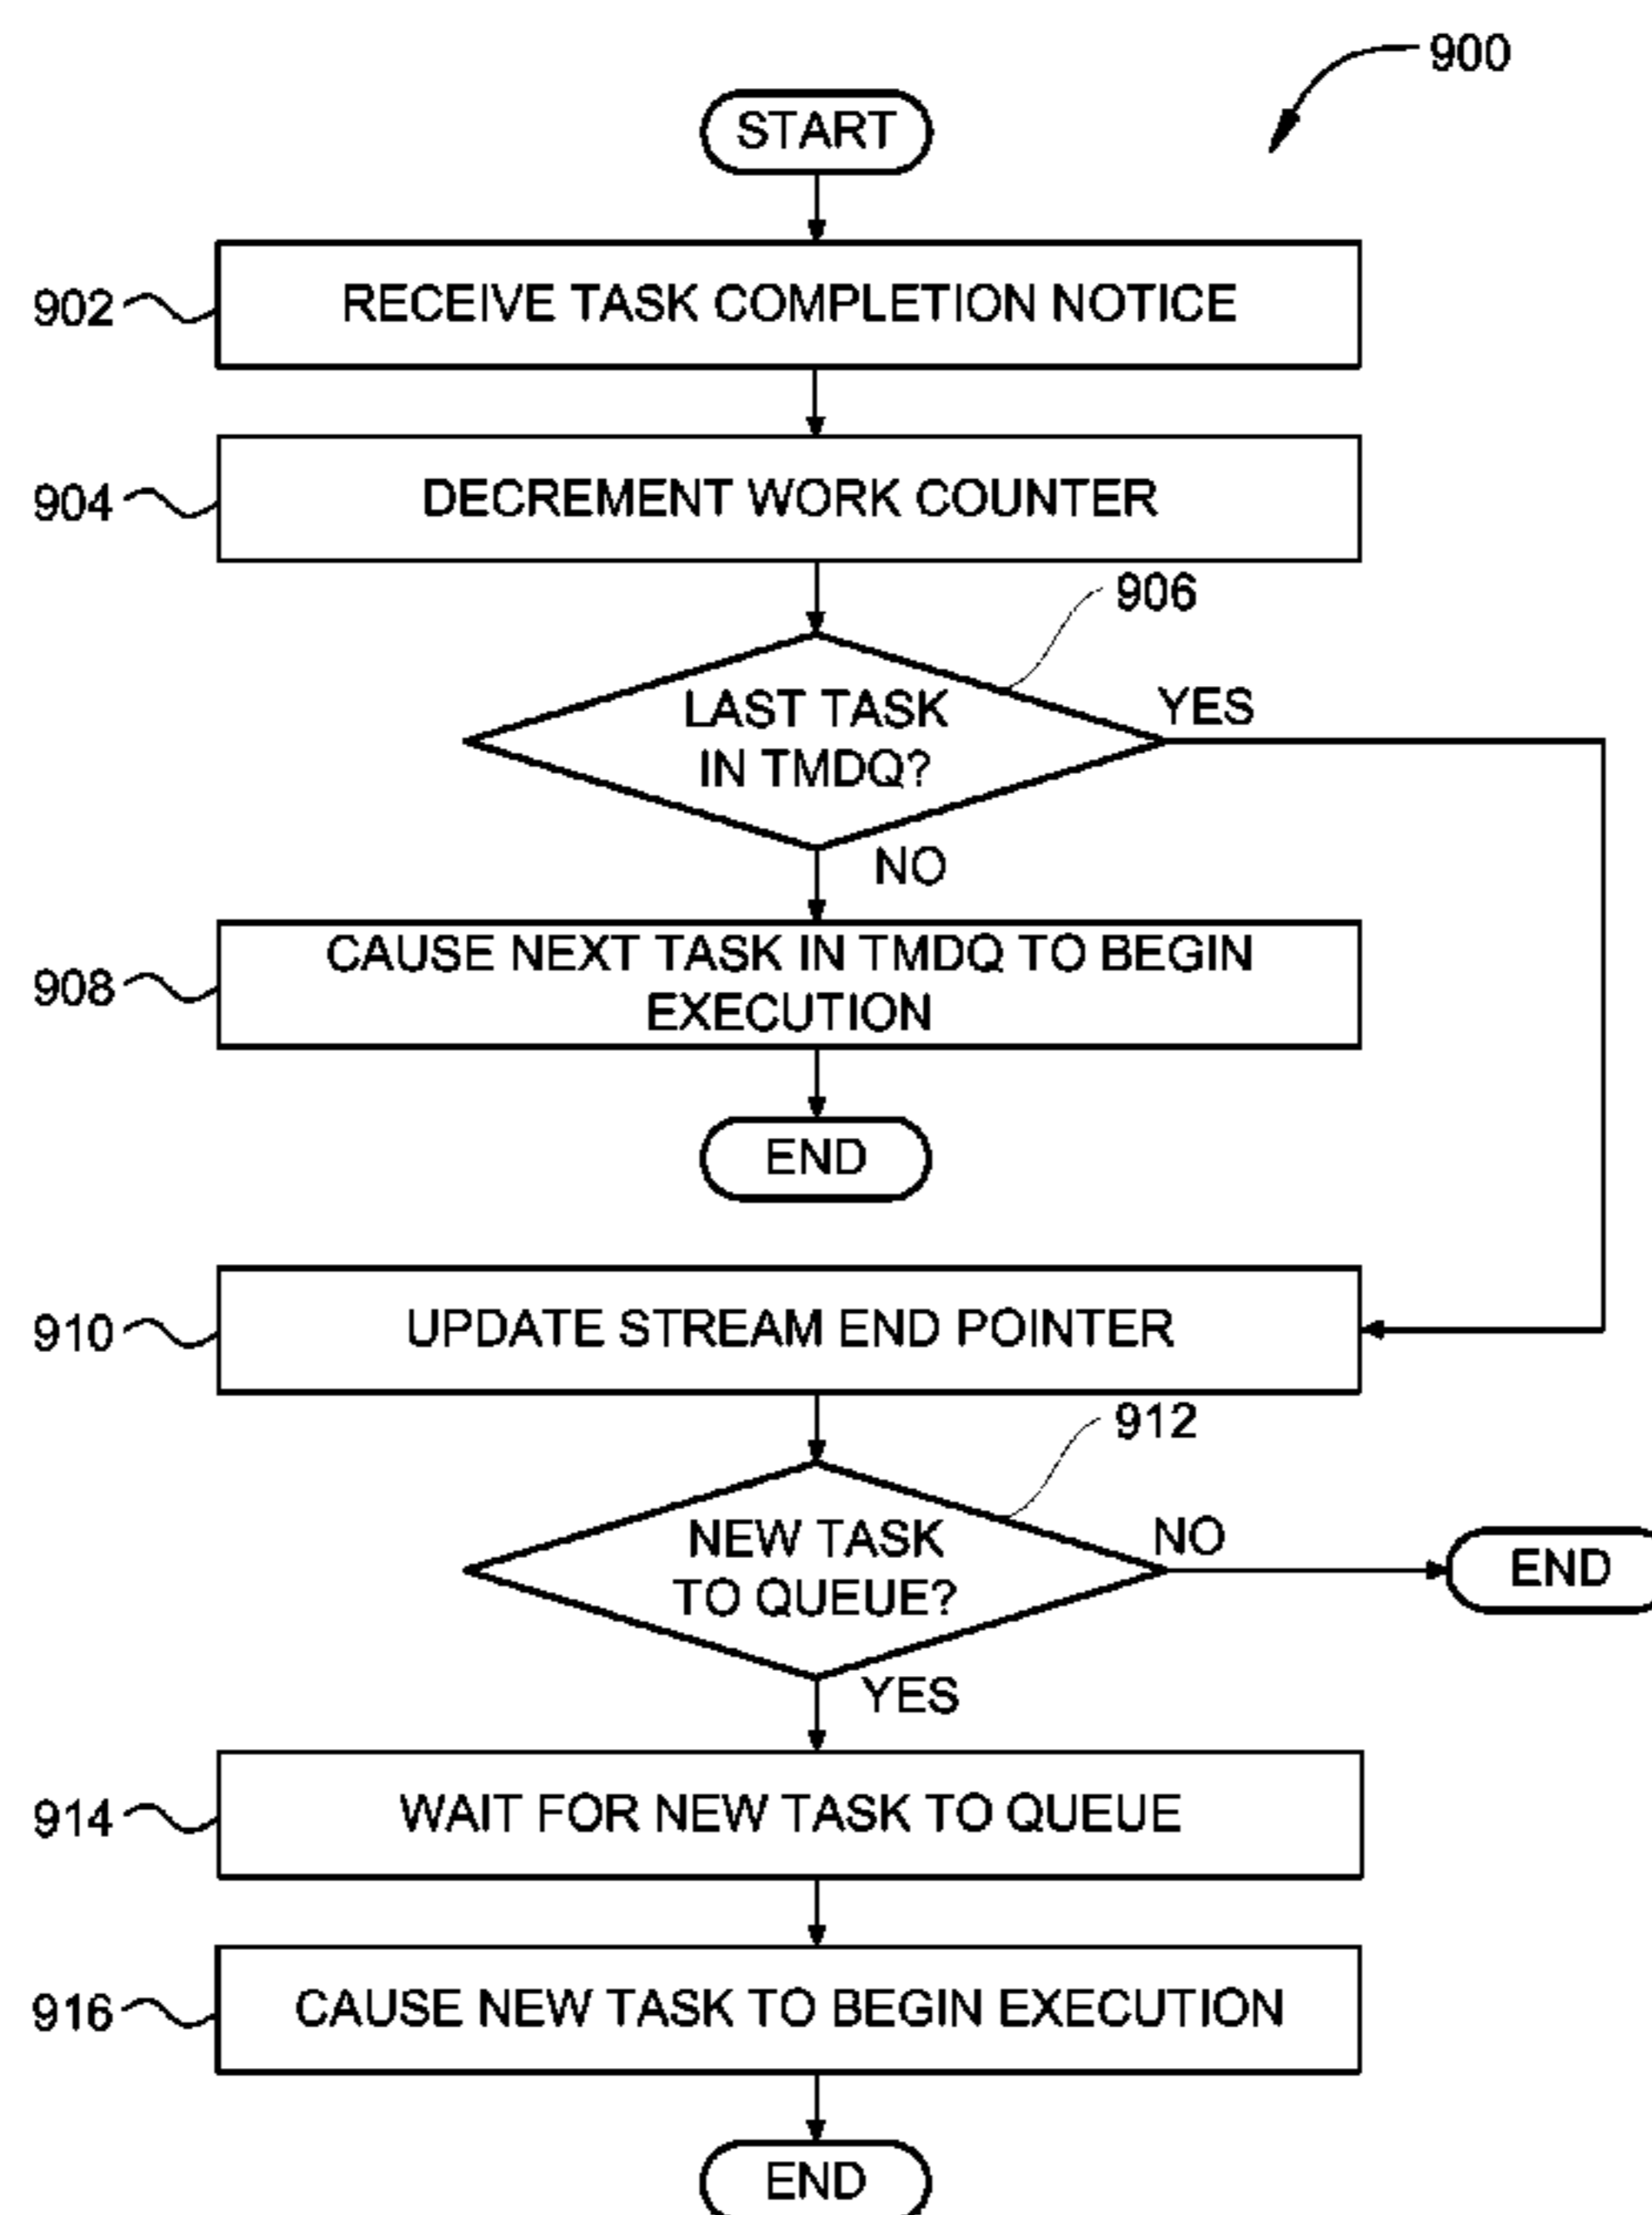 900
START
902
RECEIVE TASK COMPLETION NOTICE
904
DECREMENT WORK COUNTER
906
LAST TASK
IN TMDQ?
YES
NO
908
CAUSE NEXT TASK IN TMDQ TO BEGIN
EXECUTION
END
910
UPDATE STREAM END POINTER
912
NEW TASK
TO QUEUE?
NO
END
YES
914
WAIT FOR NEW TASK TO QUEUE
916
CAUSE NEW TASK TO BEGIN EXECUTION
END